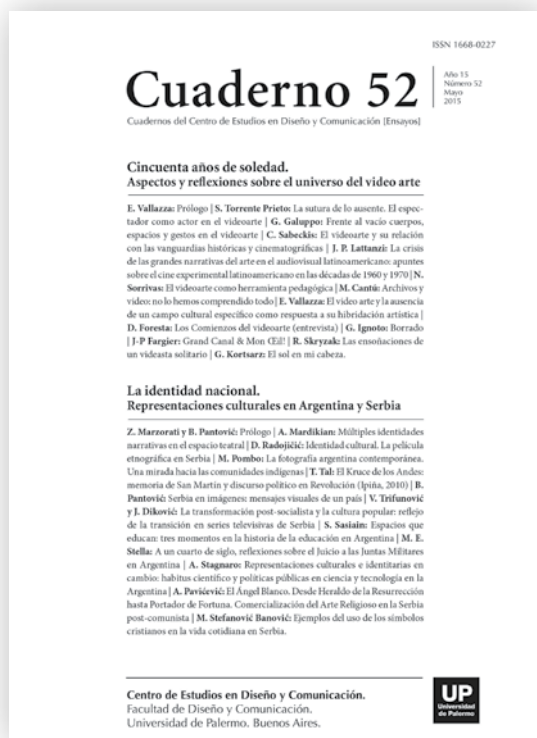 ISSN 1668-0227
Cuaderno 52
Año 15
Número 52
Mayo
2015
Cuadernos del Centro de Estudios en Diseño y Comunicación [Ensayos]
Cincuenta años de soledad.
Aspectos y reflexiones sobre el universo del video arte
E. Vallazza: Prólogo | S. Torrente Prieto: La sutura de lo ausente. El espec-
tador como actor en el videoarte | G. Galuppo: Frente al vacío cuerpos,
espacios y gestos en el videoarte | C. Sabeckis: El videoarte y su relación
con las vanguardias históricas y cinematográficas | J. P. Lattanzi: La crisis
de las grandes narrativas del arte en el audiovisual latinoamericano: apuntes
sobre el cine experimental latinoamericano en las décadas de 1960 y 1970 | N.
Sorrivas: El videoarte como herramienta pedagógica | M. Cantú: Archivos y
video: no lo hemos comprendido todo | E. Vallazza: El video arte y la ausencia
de un campo cultural específico como respuesta a su hibridación artística |
D. Foresta: Los Comienzos del videoarte (entrevista) | G. Ignoto: Borrado
| J-P Fargier: Grand Canal & Mon Œil! | R. Skryzak: Las ensoñaciones de
un videasta solitario | G. Kortsarz: El sol en mi cabeza.
La identidad nacional.
Representaciones culturales en Argentina y Serbia
Z. Marzorati y B. Pantović: Prólogo | A. Mardikian: Múltiples identidades
narrativas en el espacio teatral | D. Radojičić: Identidad cultural. La película
etnográfica en Serbia | M. Pombo: La fotografía argentina contemporánea.
Una mirada hacia las comunidades indígenas | T. Tal: El Kruce de los Andes:
memoria de San Martín y discurso político en Revolución (Ipiña, 2010) | B.
Pantović: Serbia en imágenes: mensajes visuales de un país | V. Trifunović
y J. Diković: La transformación post-socialista y la cultura popular: reflejo
de la transición en series televisivas de Serbia | S. Sasiain: Espacios que
educan: tres momentos en la historia de la educación en Argentina | M. E.
Stella: A un cuarto de siglo, reflexiones sobre el Juicio a las Juntas Militares
en Argentina | A. Stagnaro: Representaciones culturales e identitarias en
cambio: habitus científico y políticas públicas en ciencia y tecnología en la
Argentina | A. Pavićević: El Ángel Blanco. Desde Heraldo de la Resurrección
hasta Portador de Fortuna. Comercialización del Arte Religioso en la Serbia
post-comunista | M. Stefanović Banović: Ejemplos del uso de los símbolos
cristianos en la vida cotidiana en Serbia.
Centro de Estudios en Diseño y Comunicación.
Facultad de Diseño y Comunicación.
Universidad de Palermo. Buenos Aires.
UP
Universidad
de Palermo